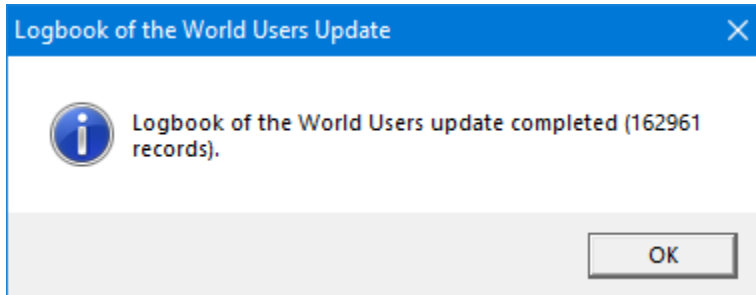 Logbook of the World Users Update
Logbook of the World Users update completed (162961
records).
OK